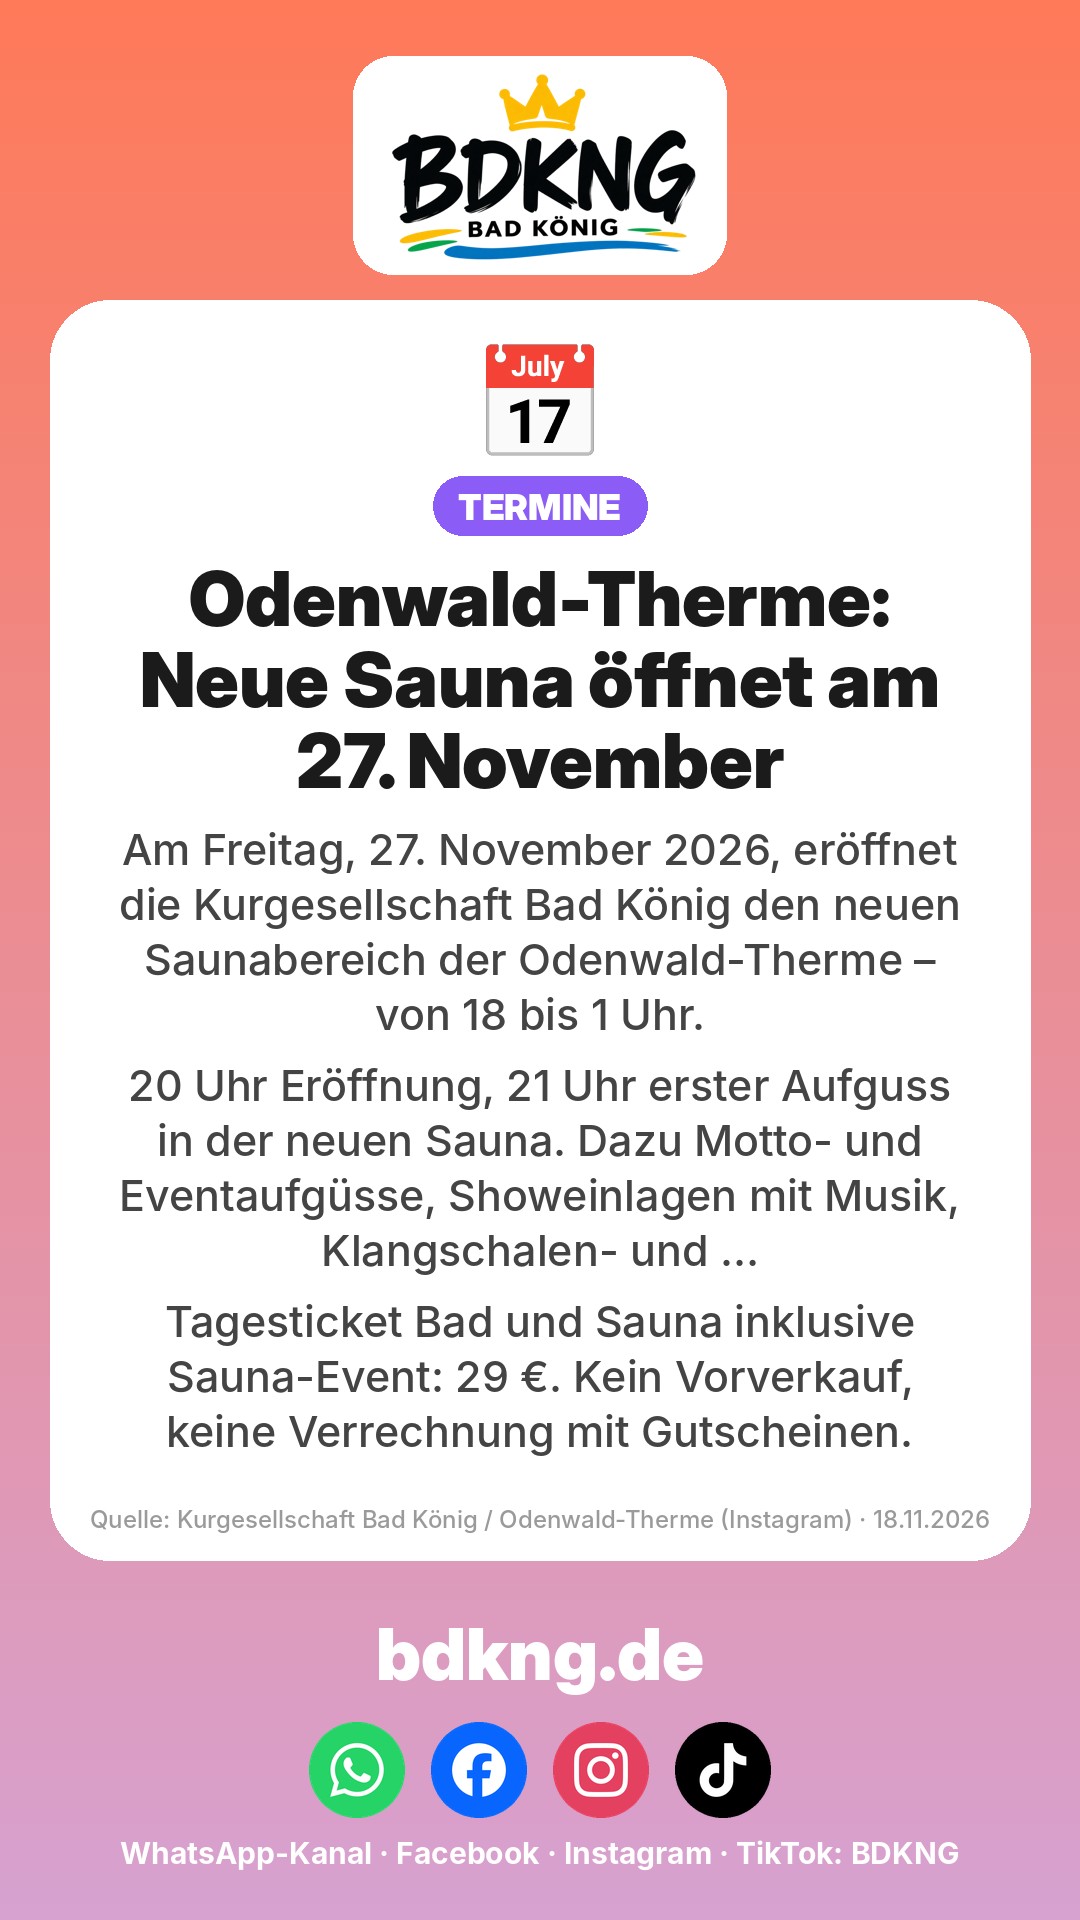 BDKNG
BAD KÖNIG
July
17
TERMINE
Odenwald-Therme:
Neue Sauna öffnet am
27. November
Am Freitag, 27. November 2026, eröffnet
die Kurgesellschaft Bad König den neuen
Saunabereich der Odenwald-Therme –
von 18 bis 1 Uhr.
20 Uhr Eröffnung, 21 Uhr erster Aufguss
in der neuen Sauna. Dazu Motto- und
Eventaufgüsse, Showeinlagen mit Musik,
Klangschalen- und ...
Tagesticket Bad und Sauna inklusive
Sauna-Event: 29 €. Kein Vorverkauf,
keine Verrechnung mit Gutscheinen.
Quelle: Kurgesellschaft Bad König / Odenwald-Therme (Instagram) · 18.11.2026
bdkng.de
WhatsApp-Kanal · Facebook · Instagram · TikTok: BDKNG